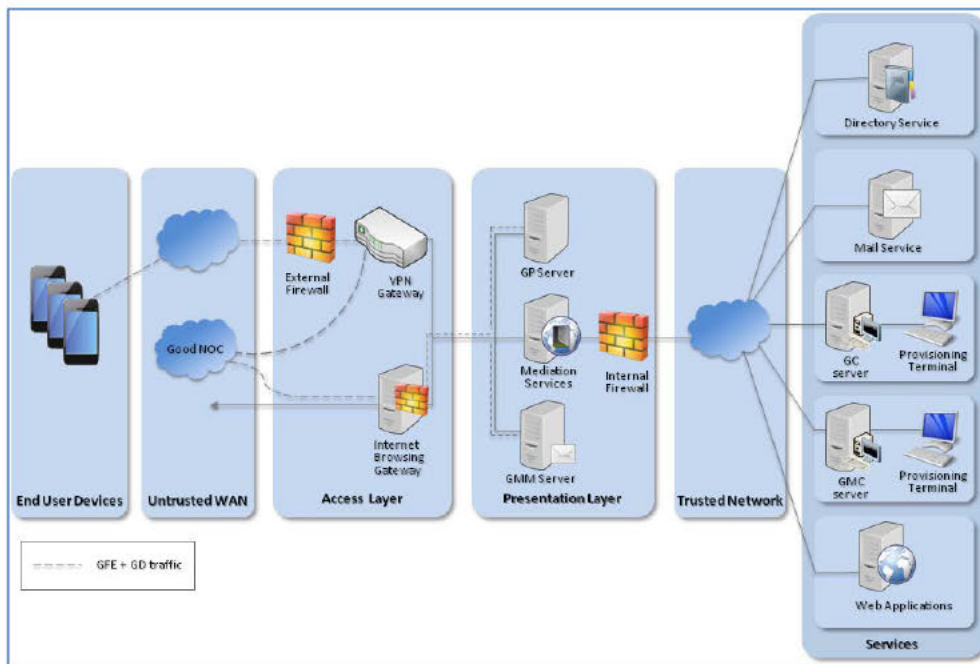 Directory Service
Mail Service
GC
server
Provisioning
Terminal
GMC
server
Provisioning
Terminal
Web Applications
Services
External
Firewall
VPN
Gateway
Good NOC
Internet
Browsing
Gateway
GP Server
Mediation
Services
Internal
Firewall
GMM Server
End User Devices
Untrusted WAN
Access Layer
Presentation Layer
Trusted Network
GFE + GD traffic